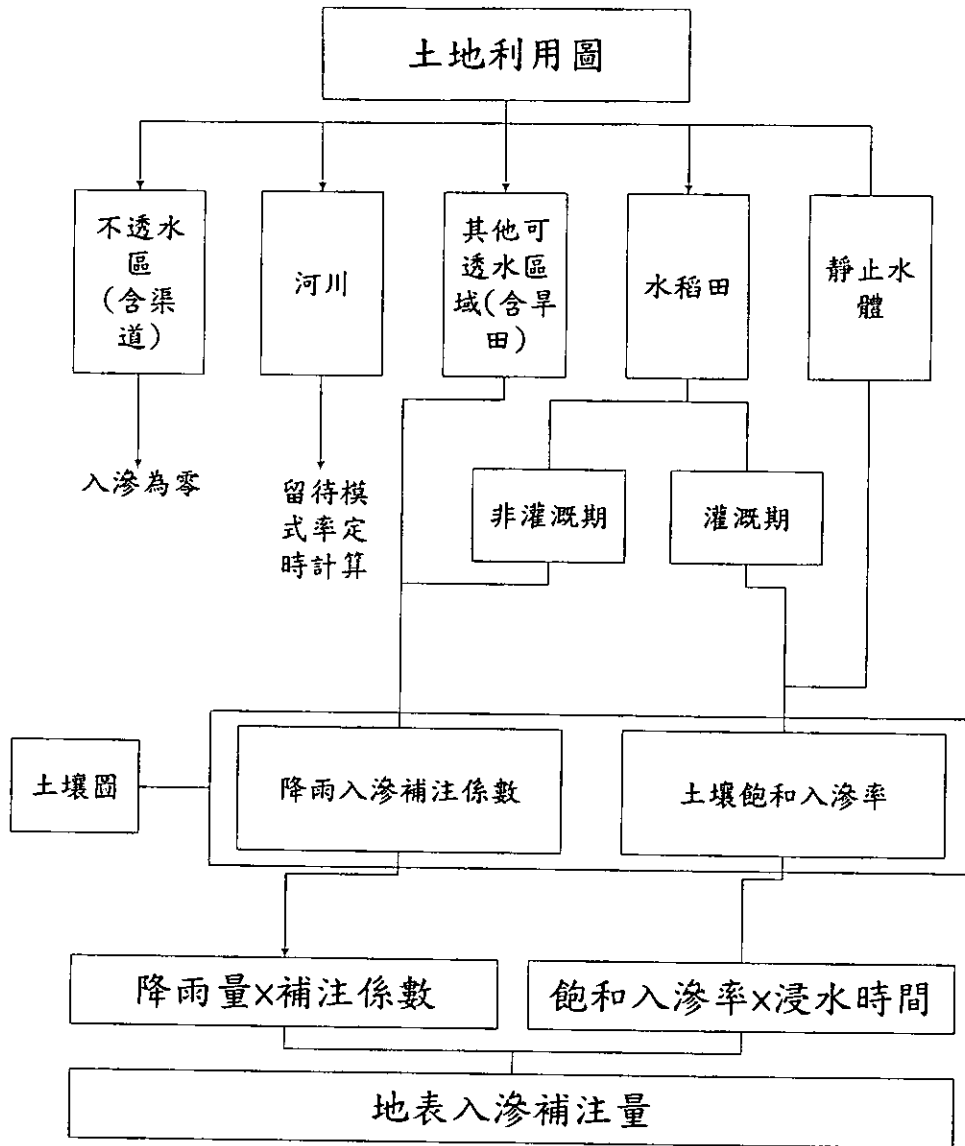 土地利用圖
不透水
區
(含渠
道)
河川
其他可
透水區
域(含旱
田)
水稻田
靜止水
體
入滲為零
留待模
式率定
時計算
非灌溉期
灌溉期
土壤圖
降雨入滲補注係數
土壤飽和入滲率
降雨量×補注係數
飽和入滲率×浸水時間
地表入滲補注量